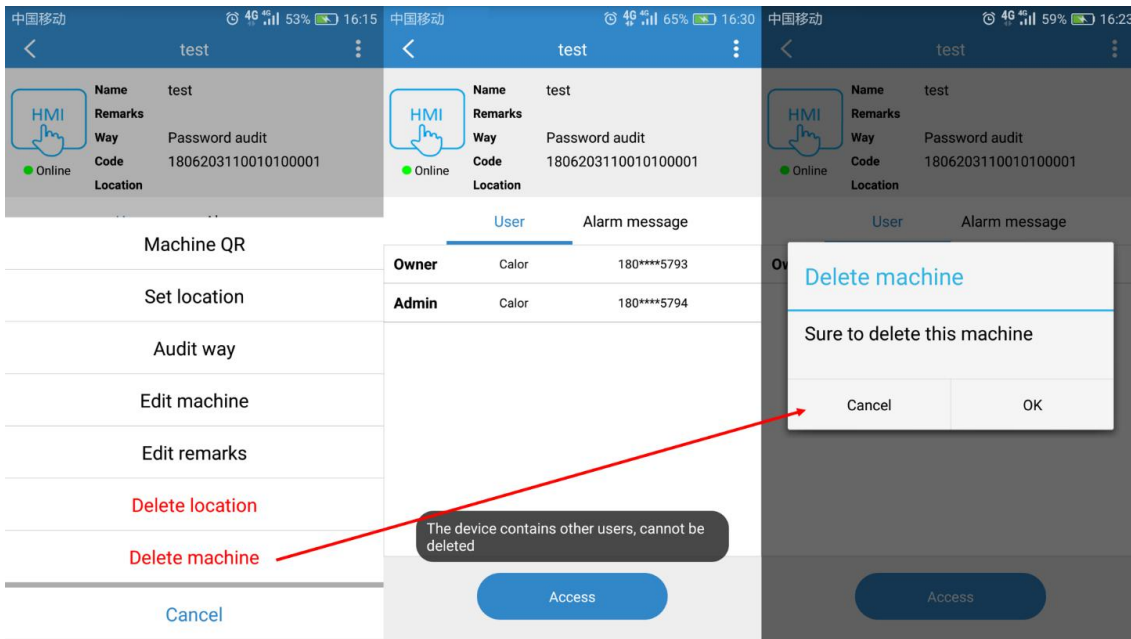 中国移动 4G 4G 53% 16:15
test
HMI
Online
Name test
Remarks
Way Password audit
Code 18062031100101000​01
Location
Machine QR
Set location
Audit way
Edit machine
Edit remarks
Delete location
Delete machine
Cancel
中国移动 4G 4G 65% 16:30
test
HMI
Online
Name test
Remarks
Way Password audit
Code 1806203110010100001
Location
User Alarm message
Owner Calor 180****5793
Admin Calor 180****5794
The device contains other users, cannot be
deleted
Access
中国移动 4G 4G 59% 16:23
test
HMI
Online
Name test
Remarks
Way Password audit
Code 1806203110010100001
Location
User Alarm message
Delete machine
Sure to delete this machine
Cancel OK
Access